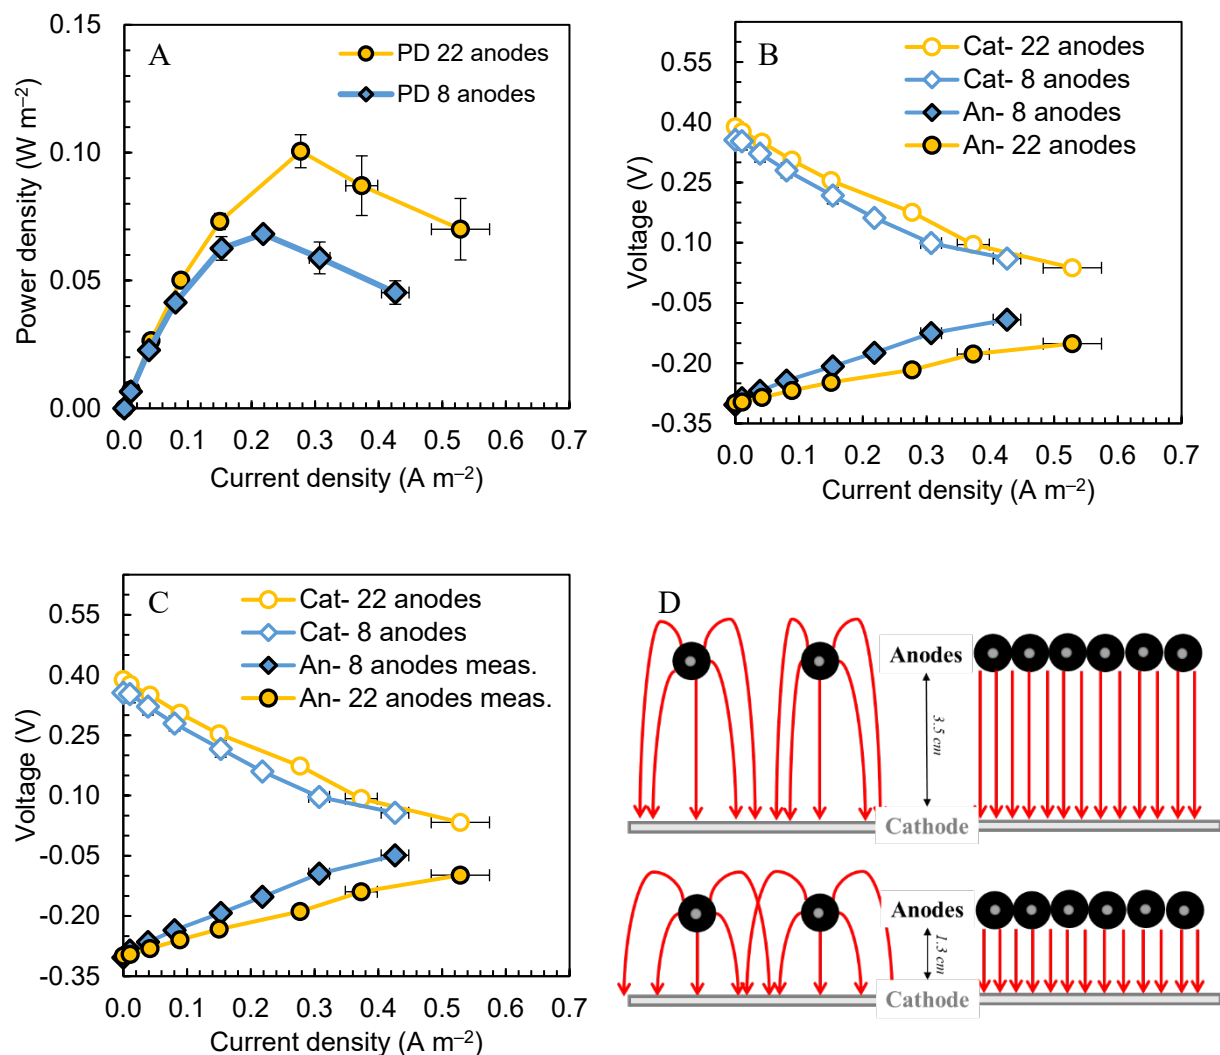 A
PD 22 anodes
PD 8 anodes
Power density (W m⁻²)
0.15
0.10
0.05
0.00
0.0 0.1 0.2 0.3 0.4 0.5 0.6 0.7
Current density (A m⁻²)
B
Cat- 22 anodes
Cat- 8 anodes
An- 8 anodes
An- 22 anodes
Voltage (V)
0.55
0.40
0.25
0.10
-0.05
-0.20
-0.35
0.0 0.1 0.2 0.3 0.4 0.5 0.6 0.7
Current density (A m⁻²)
C
Cat- 22 anodes
Cat- 8 anodes
An- 8 anodes meas.
An- 22 anodes meas.
Voltage (V)
0.55
0.40
0.25
0.10
-0.05
-0.20
-0.35
0.0 0.1 0.2 0.3 0.4 0.5 0.6 0.7
Current density (A m⁻²)
D
Anodes
3.5 cm
Cathode
Anodes
1.3 cm
Cathode